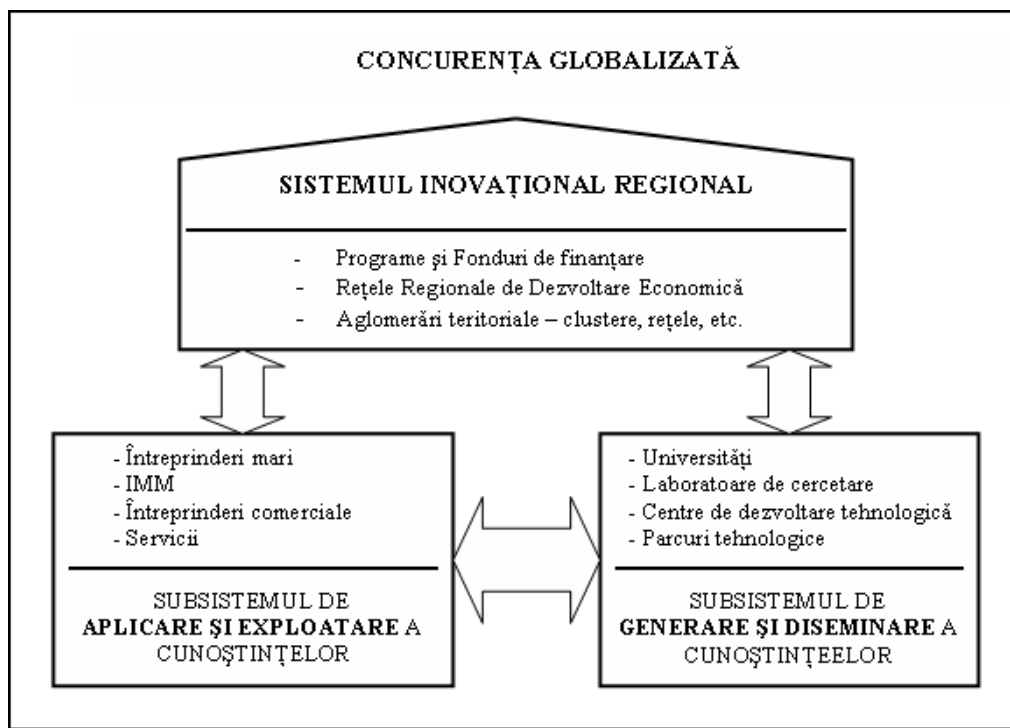 CONCURENȚA GLOBALIZATĂ
SISTEMUL INOVAȚIONAL REGIONAL
- Programe şi Fonduri de finanțare
- Rețele Regionale de Dezvoltare Economică
- Aglomerări teritoriale – clustere, rețele, etc.
- Întreprinderi mari
- IMM
- Întreprinderi comerciale
- Servicii
SUBSISTEMUL DE
APLICARE ŞI EXPLOATARE A
CUNOŞTINȚELOR
- Universități
- Laboratoare de cercetare
- Centre de dezvoltare tehnologică
- Parcuri tehnologice
SUBSISTEMUL DE
GENERARE ŞI DISEMINARE A
CUNOŞTINȚEELOR